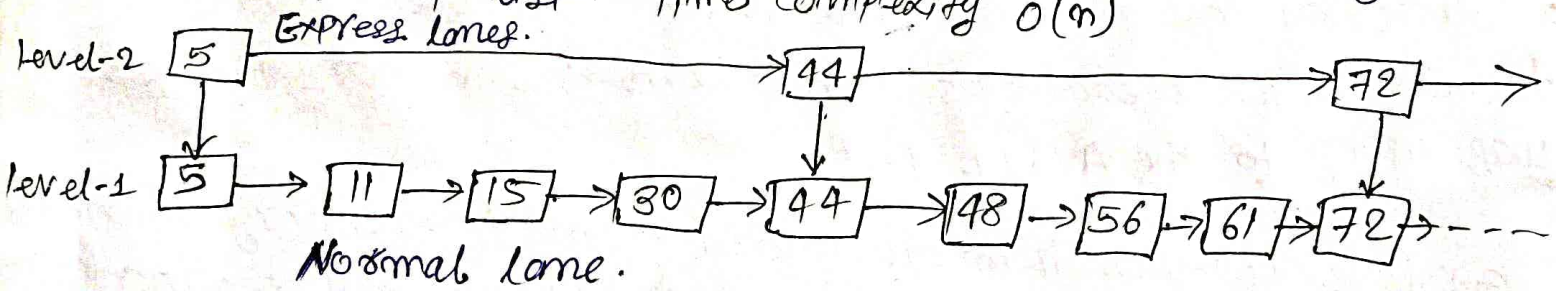 Time complexity O(n)
Express lanes.
Level-2 5 44 72
level-1 5 11 15 30 44 48 56 61 72
Normal lane.